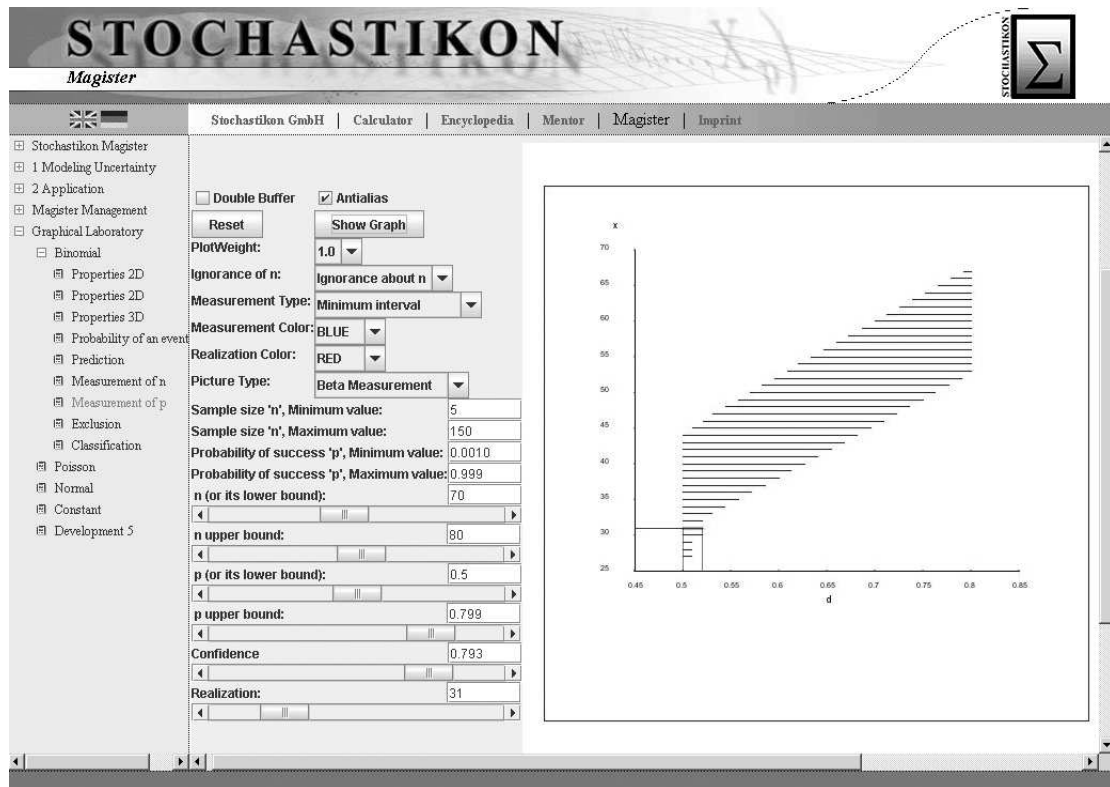 STOCHASTIKON
Magister
STOCHASTIKON
Σ
Stochastikon GmbH | Calculator | Encyclopedia | Mentor | Magister | Imprint
Stochastikon Magister
1 Modeling Uncertainty
2 Application
Magister Management
Graphical Laboratory
Binomial
Properties 2D
Properties 2D
Properties 3D
Probability of an event
Prediction
Measurement of n
Measurement of p
Exclusion
Classification
Poisson
Normal
Constant
Development 5
Double Buffer Antialias
Reset Show Graph
PlotWeight: 1.0
Ignorance of n: Ignorance about n
Measurement Type: Minimum interval
Measurement Color: BLUE
Realization Color: RED
Picture Type: Beta Measurement
Sample size 'n', Minimum value: 5
Sample size 'n', Maximum value: 150
Probability of success 'p', Minimum value: 0.0010
Probability of success 'p', Maximum value: 0.999
n (or its lower bound): 70
n upper bound: 80
p (or its lower bound): 0.5
p upper bound: 0.799
Confidence 0.793
Realization: 31
x
70
65
60
55
50
45
40
35
30
25
0.45 0.5 0.55 0.6 0.65 0.7 0.75 0.8 0.85
d